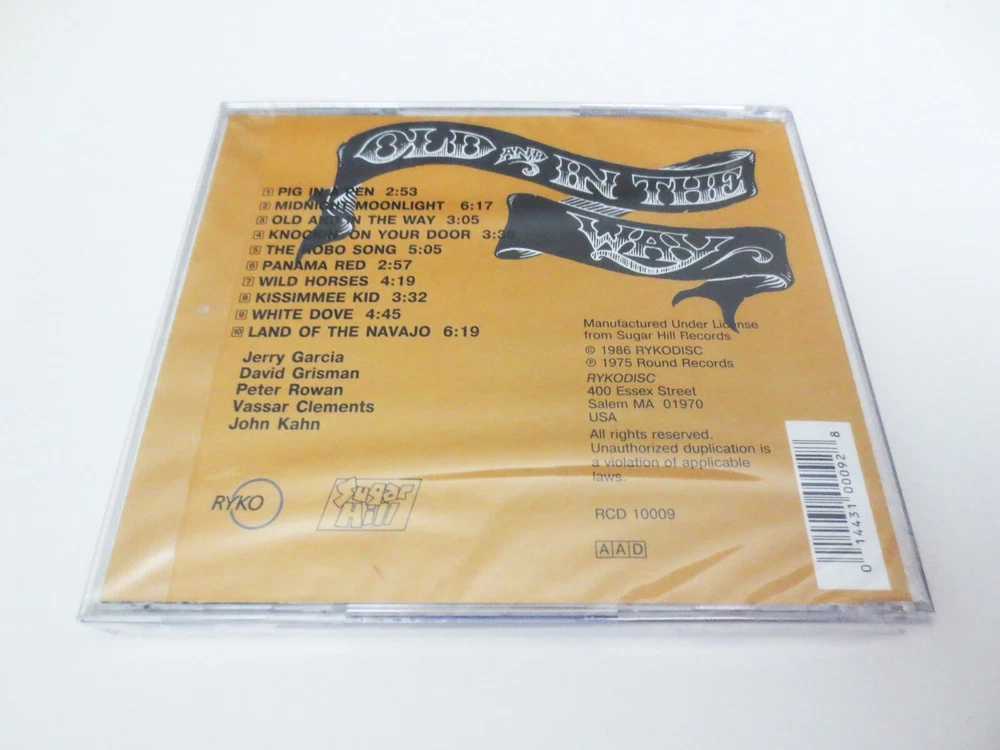 OLD AND IN THE
WAY
1 PIG IN A PEN 2:53
2 MIDNIGHT MOONLIGHT 6:17
3 OLD AND IN THE WAY 3:05
4 KNOCKIN' ON YOUR DOOR 3:35
5 THE HOBO SONG 5:05
6 PANAMA RED 2:57
7 WILD HORSES 4:19
8 KISSIMMEE KID 3:32
9 WHITE DOVE 4:45
10 LAND OF THE NAVAJO 6:19
Jerry Garcia
David Grisman
Peter Rowan
Vassar Clements
John Kahn
RYKO
Sugar
Hill
Manufactured Under License
from Sugar Hill Records
© 1986 RYKODISC
℗ 1975 Round Records
RYKODISC
400 Essex Street
Salem MA 01970
USA
All rights reserved.
Unauthorized duplication is
a violation of applicable
laws.
RCD 10009
AAD
0 14431 00092 8